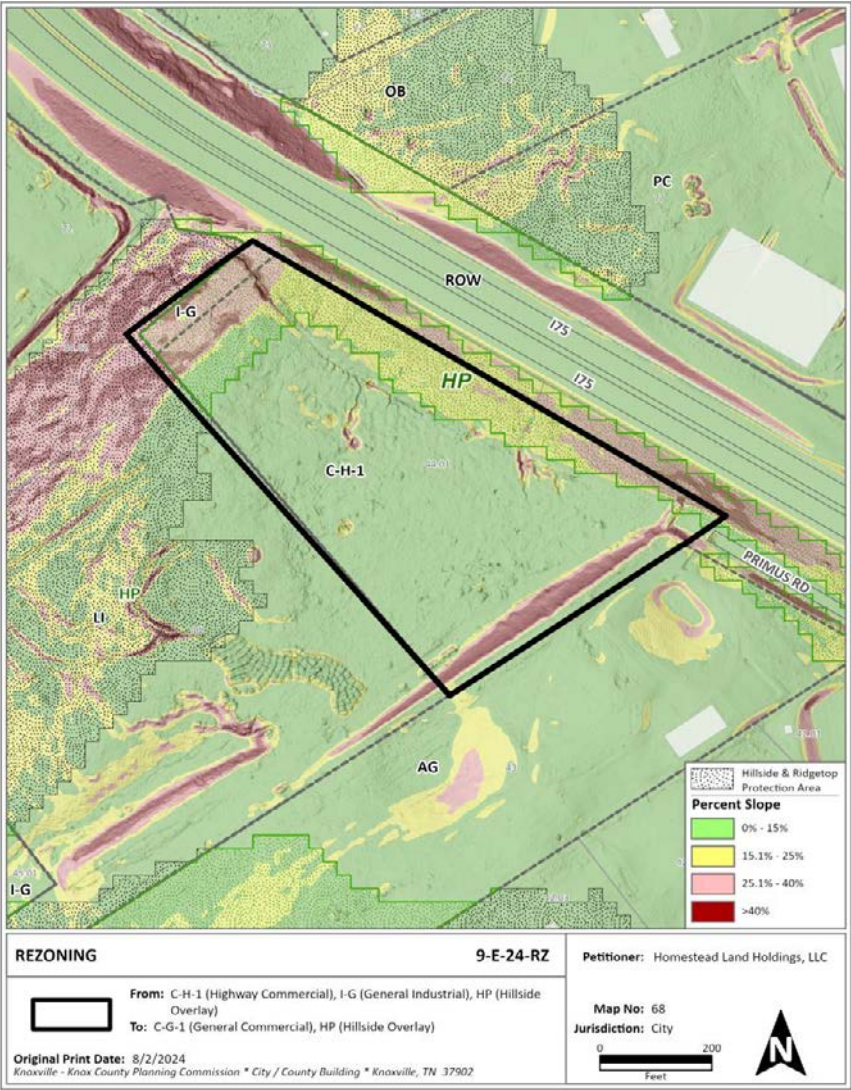 OB
PC
ROW
I-G
I75
I75
HP
C-H-1
44.01
PRIMUS RD
HP
LI
AG
43
I-G
Hillside & Ridgetop
Protection Area
Percent Slope
0% - 15%
15.1% - 25%
25.1% - 40%
>40%
REZONING
9-E-24-RZ
From: C-H-1 (Highway Commercial), I-G (General Industrial), HP (Hillside
Overlay)
To: C-G-1 (General Commercial), HP (Hillside Overlay)
Original Print Date: 8/2/2024
Knoxville - Knox County Planning Commission * City / County Building * Knoxville, TN 37902
Petitioner: Homestead Land Holdings, LLC
Map No: 68
Jurisdiction: City
0 200
Feet
N